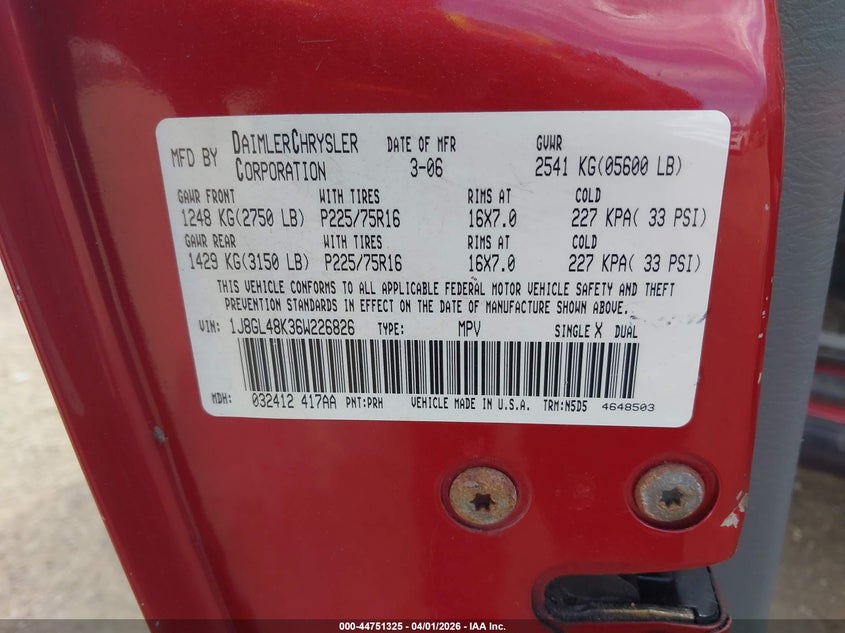 MFD BY DAIMLERCHRYSLER CORPORATION DATE OF MFR 3-06 GVWR 2541 KG(05600 LB)
GAWR FRONT WITH TIRES RIMS AT COLD
1248 KG(2750 LB) P225/75R16 16X7.0 227 KPA( 33 PSI)
GAWR REAR WITH TIRES RIMS AT COLD
1429 KG(3150 LB) P225/75R16 16X7.0 227 KPA( 33 PSI)
THIS VEHICLE CONFORMS TO ALL APPLICABLE FEDERAL MOTOR VEHICLE SAFETY AND THEFT
PREVENTION STANDARDS IN EFFECT ON THE DATE OF MANUFACTURE SHOWN ABOVE.
VIN: 1J8GL48K36W226826 TYPE: MPV SINGLE X DUAL
MDH: 032412 417AA PNT:PRH VEHICLE MADE IN U.S.A. TRM:N5D5 4648503
000-44751325 | 04/01/2026 | IAA Inc.